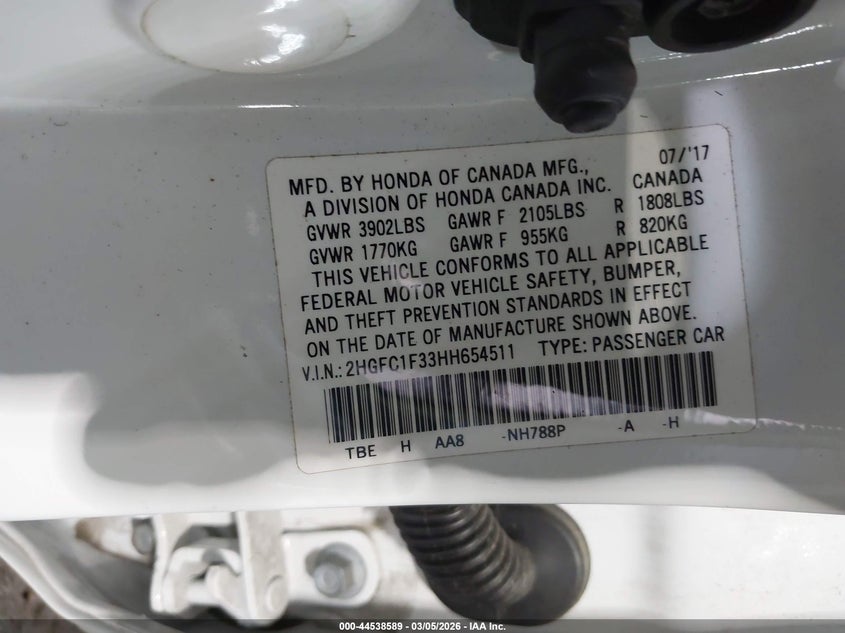 07/'17
MFD. BY HONDA OF CANADA MFG., CANADA
A DIVISION OF HONDA CANADA INC.
GVWR 3902LBS GAWR F 2105LBS R 1808LBS
GVWR 1770KG GAWR F 955KG R 820KG
THIS VEHICLE CONFORMS TO ALL APPLICABLE
FEDERAL MOTOR VEHICLE SAFETY, BUMPER,
AND THEFT PREVENTION STANDARDS IN EFFECT
ON THE DATE OF MANUFACTURE SHOWN ABOVE.
V.I.N.: 2HGFC1F33HH654511 TYPE: PASSENGER CAR
TBE H AA8 -NH788P -A -H
000-44538589 - 03/05/2026 - IAA Inc.